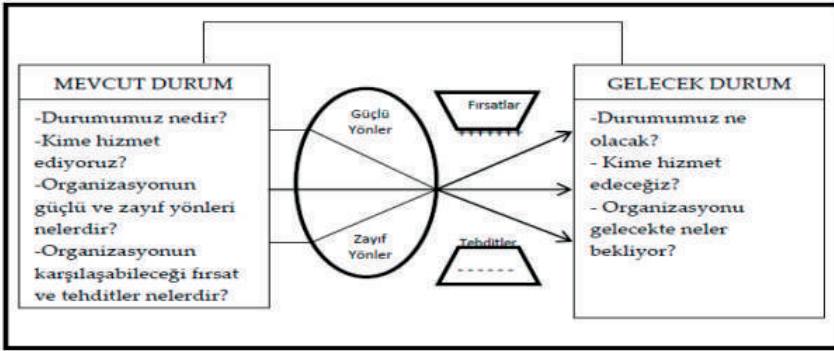 MEVCUT DURUM
-Durumumuz nedir?
-Kime hizmet
ediyoruz?
-Organizasyonun
güçlü ve zayıf yönleri
nelerdir?
-Organizasyonun
karşılaşabileceği fırsat
ve tehditler nelerdir?
Güçlü
Yönler
Zayıf
Yönler
Fırsatlar
+++++++
Tehditler
- - - - - -
GELECEK DURUM
-Durumumuz ne
olacak?
- Kime hizmet
edeceğiz?
- Organizasyonu
gelecekte neler
bekliyor?